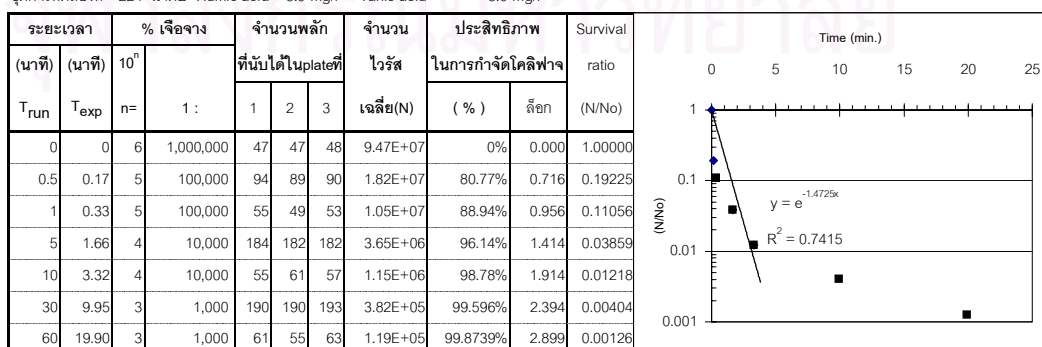 ระยะเวลา % เจือจาง จำนวนพลัก จำนวน ประสิทธิภาพ Survival
(นาที) (นาที) 10^n ที่นับได้ในplateที่ ไวรัส ในการกำจัดโคลิฟาจ ratio
T run T exp n= 1 : 1 2 3 เฉลี่ย(N) ( % ) ล็อก (N/No)
0 0 6 1,000,000 47 47 48 9.47E+07 0% 0.000 1.00000
0.5 0.17 5 100,000 94 89 90 1.82E+07 80.77% 0.716 0.19225
1 0.33 5 100,000 55 49 53 1.05E+07 88.94% 0.956 0.11056
5 1.66 4 10,000 184 182 182 3.65E+06 96.14% 1.414 0.03859
10 3.32 4 10,000 55 61 57 1.15E+06 98.78% 1.914 0.01218
30 9.95 3 1,000 190 190 193 3.82E+05 99.596% 2.394 0.00404
60 19.90 3 1,000 61 55 63 1.19E+05 99.8739% 2.899 0.00126
Time (min.)
0 5 10 15 20 25
1
0.1
0.01
0.001
(N/No)
y = e^-1.4725x
R^2 = 0.7415